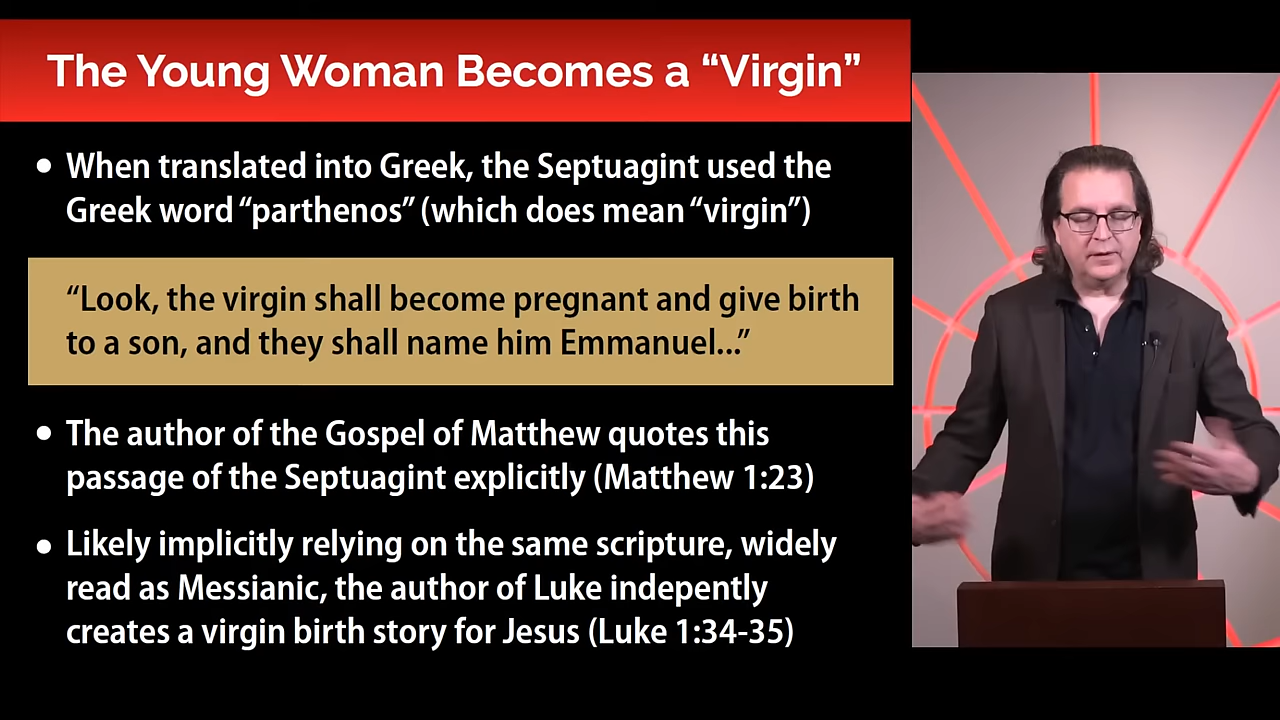 The Young Woman Becomes a “Virgin”
• When translated into Greek, the Septuagint used the
Greek word “parthenos” (which does mean “virgin”)
“Look, the virgin shall become pregnant and give birth
to a son, and they shall name him Emmanuel...”
• The author of the Gospel of Matthew quotes this
passage of the Septuagint explicitly (Matthew 1:23)
• Likely implicitly relying on the same scripture, widely
read as Messianic, the author of Luke indepently
creates a virgin birth story for Jesus (Luke 1:34-35)